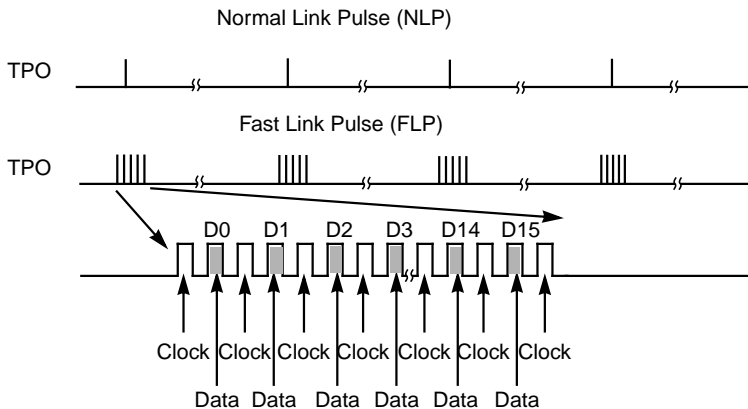 Normal Link Pulse (NLP)
TPO
Fast Link Pulse (FLP)
TPO
D0 D1 D2 D3 D14 D15
Clock Clock Clock Clock Clock Clock Clock
Data Data Data Data Data Data